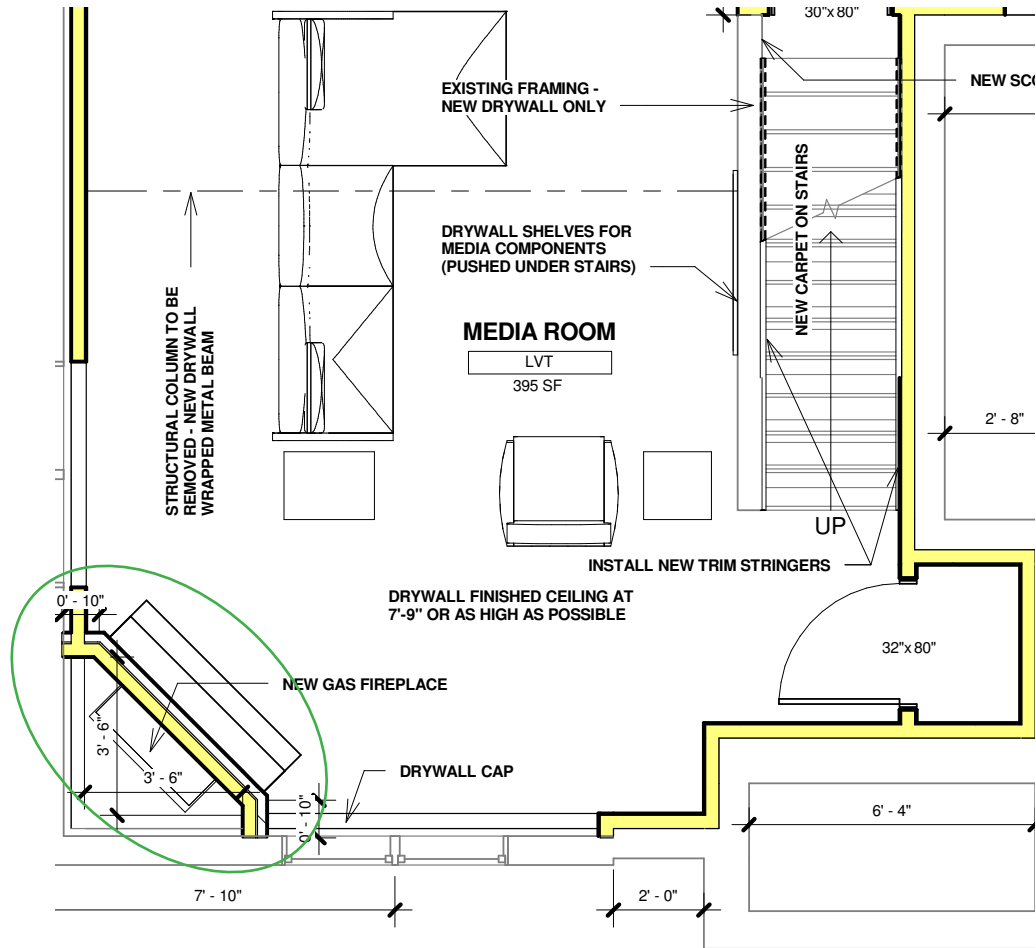 30"x 80"
EXISTING FRAMING -
NEW DRYWALL ONLY
NEW SCO
NEW CARPET ON STAIRS
DRYWALL SHELVES FOR
MEDIA COMPONENTS
(PUSHED UNDER STAIRS)
STRUCTURAL COLUMN TO BE
REMOVED - NEW DRYWALL
WRAPPED METAL BEAM
MEDIA ROOM
LVT
395 SF
2' - 8"
UP
INSTALL NEW TRIM STRINGERS
DRYWALL FINISHED CEILING AT
7'-9" OR AS HIGH AS POSSIBLE
0' - 10"
32"x 80"
NEW GAS FIREPLACE
3' - 6"
3' - 6"
DRYWALL CAP
0' - 10"
6' - 4"
7' - 10"
2' - 0"